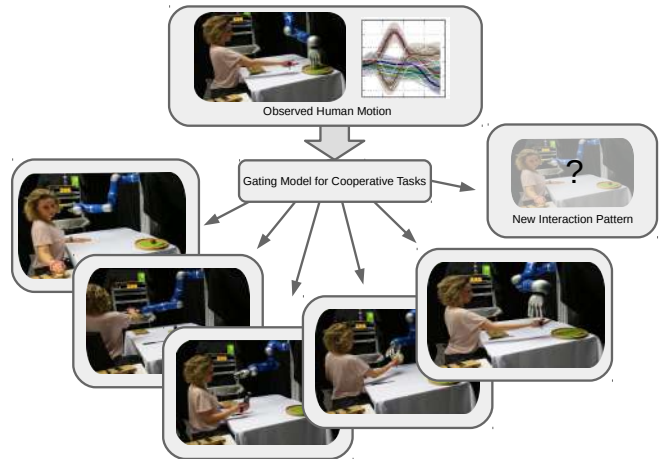 Observed Human Motion
Gating Model for Cooperative Tasks
?
New Interaction Pattern